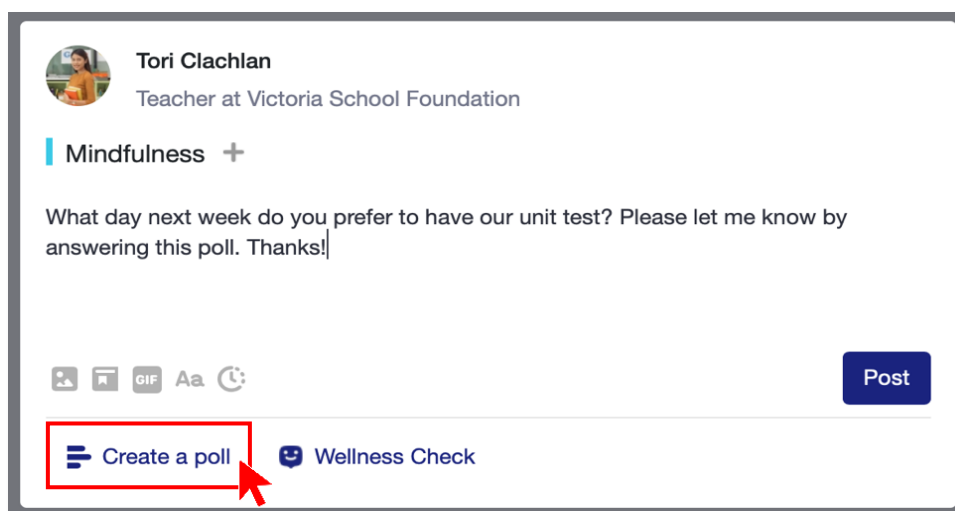 Tori Clachlan
Teacher at Victoria School Foundation
Mindfulness +
What day next week do you prefer to have our unit test? Please let me know by
answering this poll. Thanks!
GIF Aa
Post
Create a poll
Wellness Check